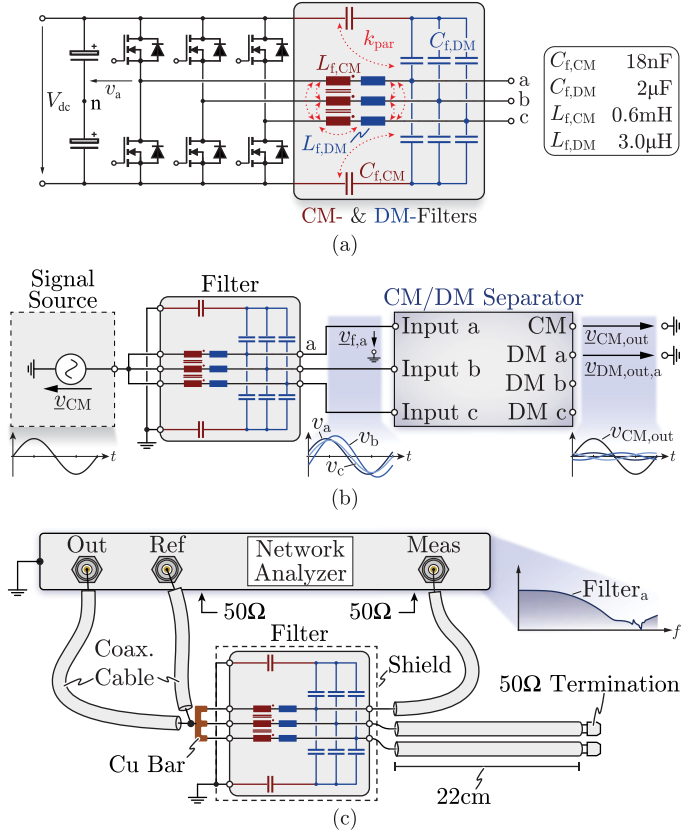 k_par
C_f,DM
L_f,CM
V_dc
n
v_a
a
b
c
L_f,DM
C_f,CM
CM- & DM-Filters
C_f,CM 18nF
C_f,DM 2μF
L_f,CM 0.6mH
L_f,DM 3.0μH
(a)
Signal
Source
Filter
CM/DM Separator
a
v_f,a
Input a
Input b
Input c
CM
DM a
DM b
DM c
v_CM,out
v_DM,out,a
v_CM
t
v_a
v_b
v_c
t
v_CM,out
t
(b)
Out
Ref
Network
Analyzer
Meas
50Ω
50Ω
Filter_a
f
Coax.
Cable
Filter
Shield
50Ω Termination
Cu Bar
22cm
(c)